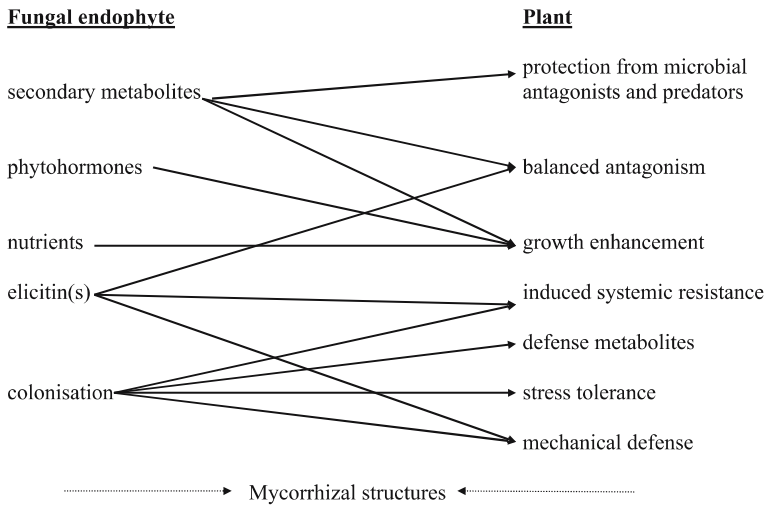 Fungal endophyte
Plant
secondary metabolites
protection from microbial
antagonists and predators
phytohormones
balanced antagonism
nutrients
growth enhancement
elicitin(s)
induced systemic resistance
defense metabolites
colonisation
stress tolerance
mechanical defense
Mycorrhizal structures